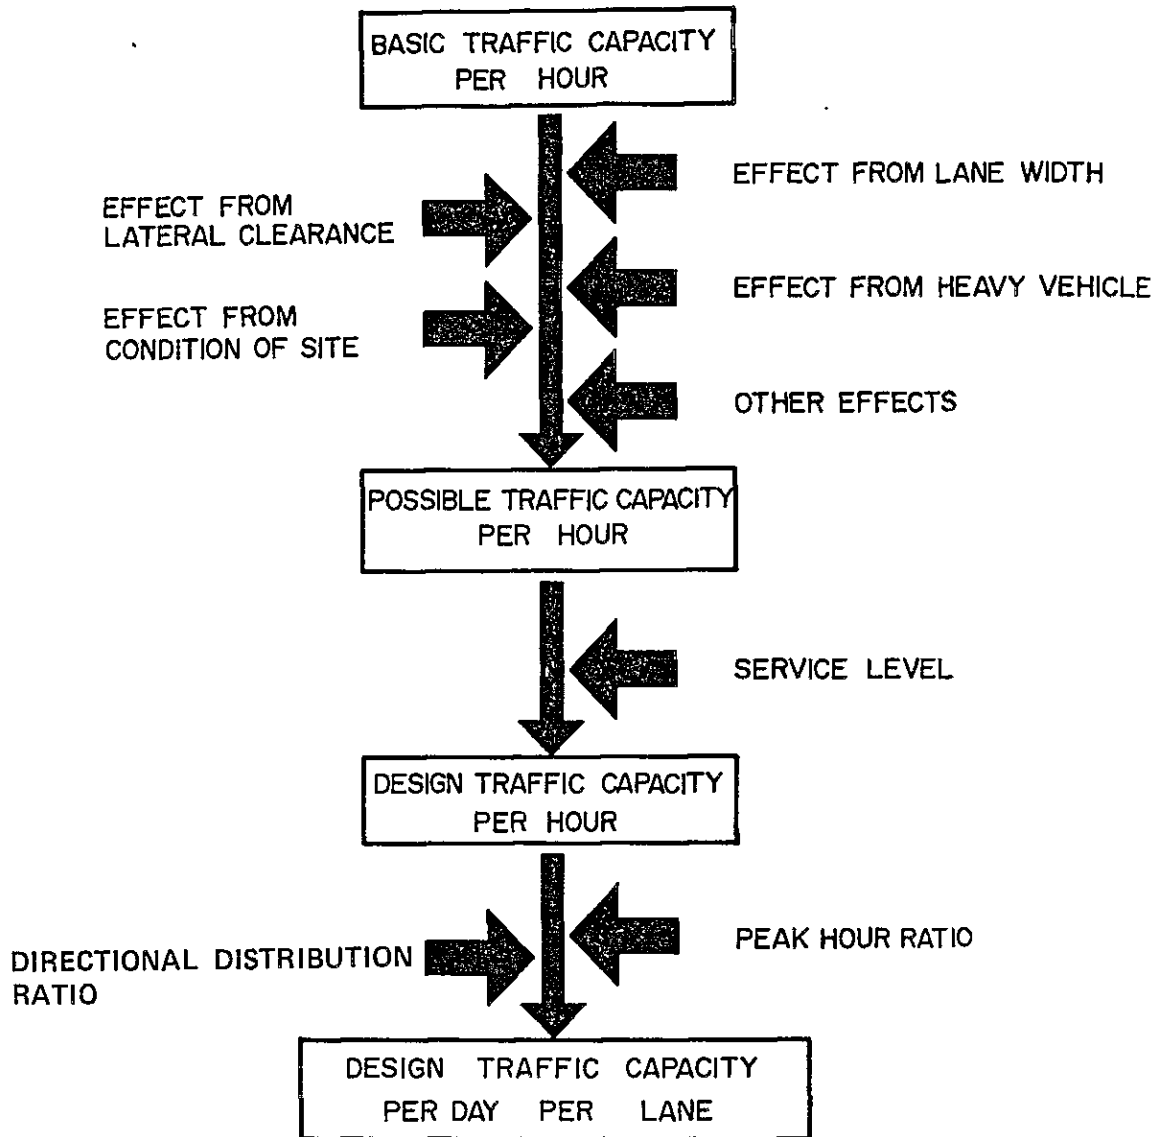 BASIC TRAFFIC CAPACITY
PER HOUR
EFFECT FROM LANE WIDTH
EFFECT FROM
LATERAL CLEARANCE
EFFECT FROM HEAVY VEHICLE
EFFECT FROM
CONDITION OF SITE
OTHER EFFECTS
POSSIBLE TRAFFIC CAPACITY
PER HOUR
SERVICE LEVEL
DESIGN TRAFFIC CAPACITY
PER HOUR
PEAK HOUR RATIO
DIRECTIONAL DISTRIBUTION
RATIO
DESIGN TRAFFIC CAPACITY
PER DAY PER LANE